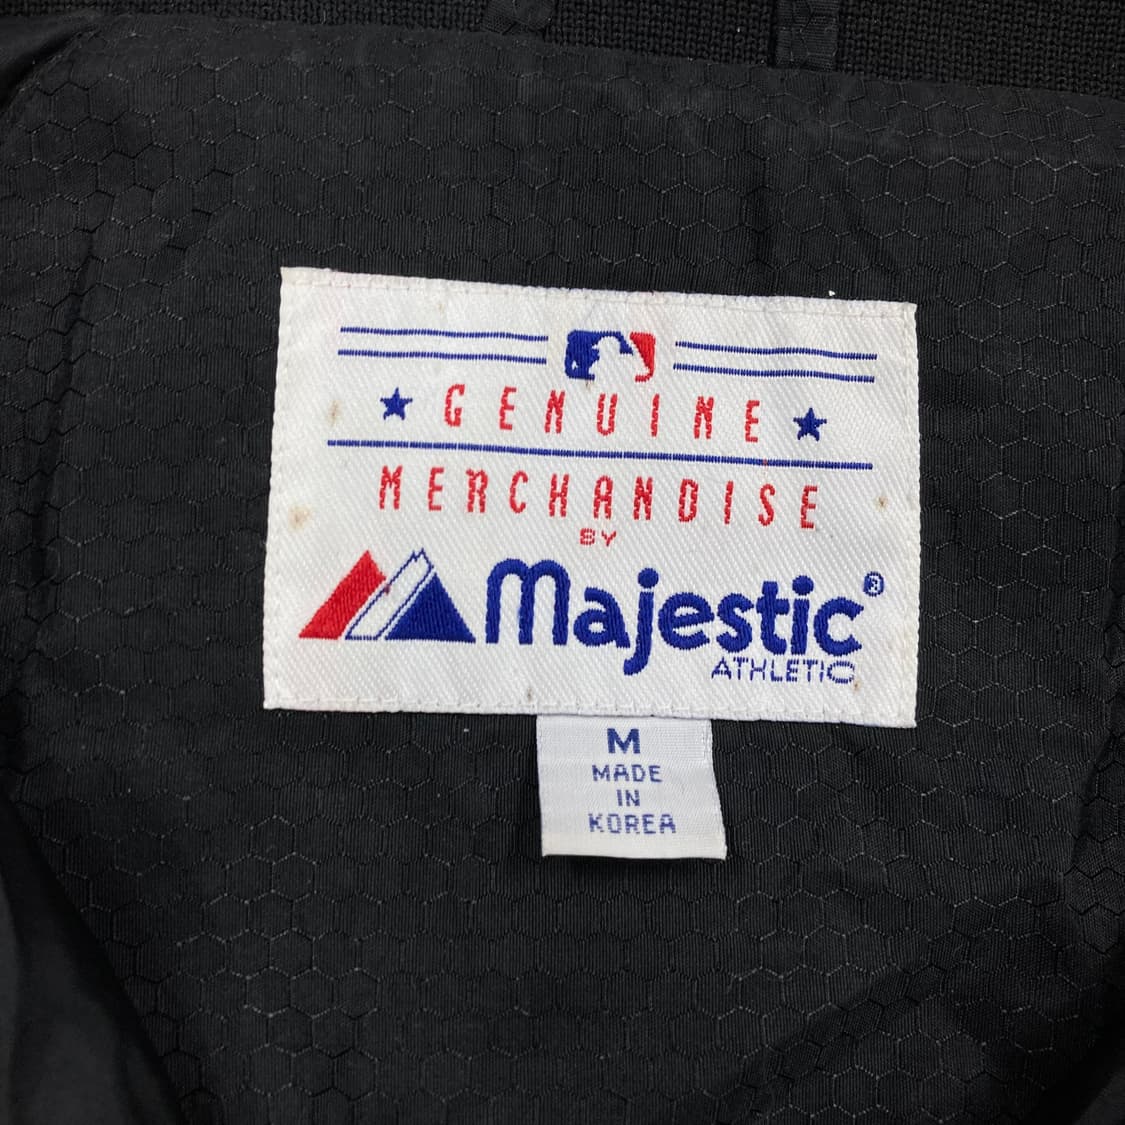 GENUINE
MERCHANDISE
BY
Majestic®
ATHLETIC
M
MADE
IN
KOREA